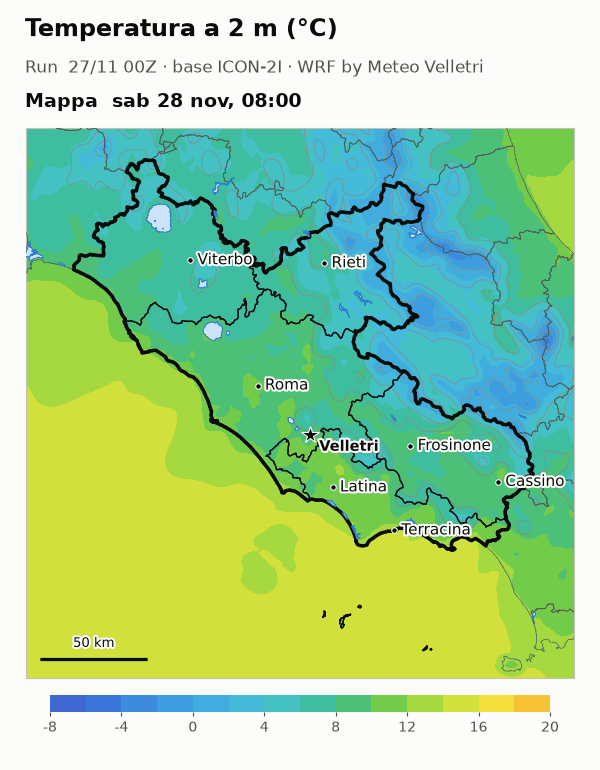 Temperatura a 2 m (°C)
Run  27/11 00Z · base ICON-2I · WRF by Meteo Velletri
Mappa  sab 28 nov, 08:00
Viterbo
Rieti
Roma
Velletri
Frosinone
Cassino
Latina
Terracina
50 km
-8 -4 0 4 8 12 16 20